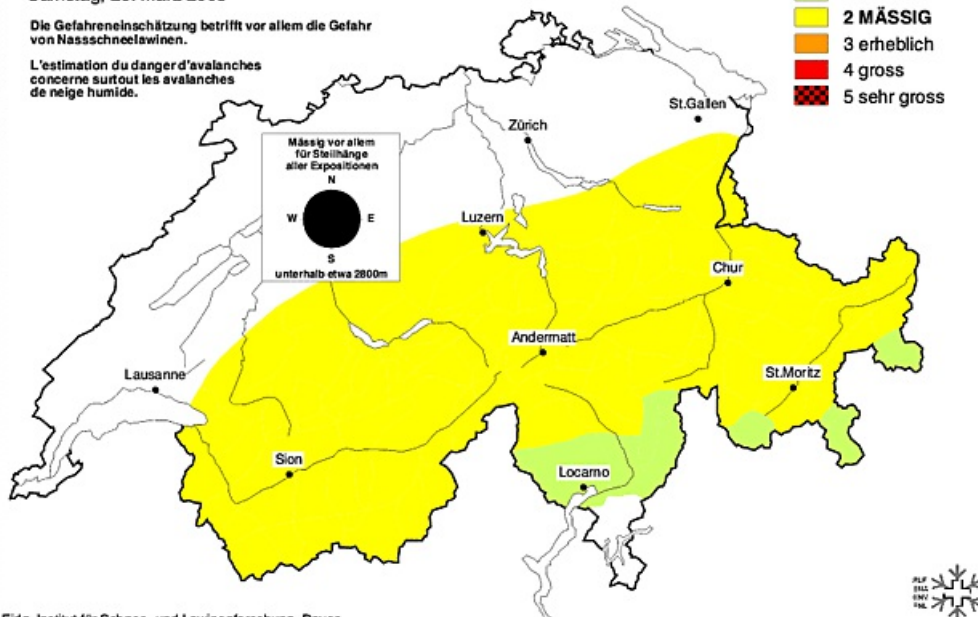 Die Gefahreneinschätzung betrifft vor allem die Gefahr
von Nassschneelawinen.
L'estimation du danger d'avalanches
concerne surtout les avalanches
de neige humide.
2 MÄSSIG
3 erheblich
4 gross
5 sehr gross
St.Gallen
Zürich
Mässig vor allem
für Steilhänge
aller Expositionen
N
W E
S
unterhalb etwa 2800m
Luzern
Chur
Andermatt
Lausanne
St.Moritz
Sion
Locarno
SLF